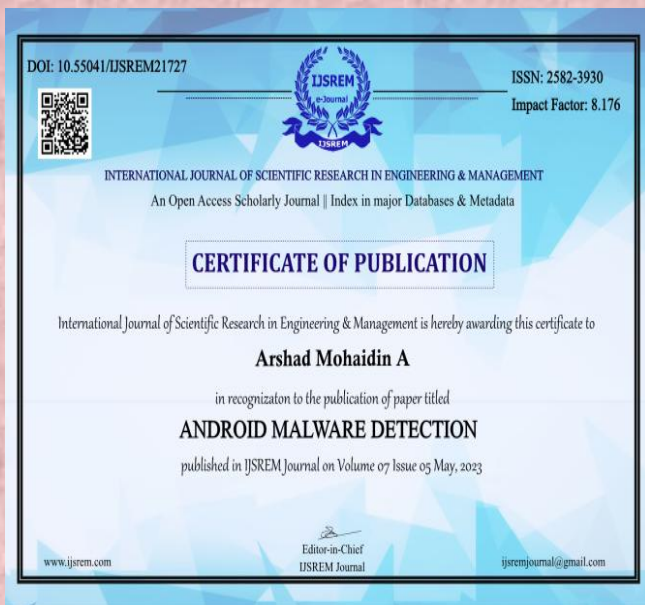 DOI: 10.55041/IJSREM21727
IJSREM
e-Journal
IJSREM
ISSN: 2582-3930
Impact Factor: 8.176
INTERNATIONAL JOURNAL OF SCIENTIFIC RESEARCH IN ENGINEERING & MANAGEMENT
An Open Access Scholarly Journal || Index in major Databases & Metadata
CERTIFICATE OF PUBLICATION
International Journal of Scientific Research in Engineering & Management is hereby awarding this certificate to
Arshad Mohaidin A
in recognizaton to the publication of paper titled
ANDROID MALWARE DETECTION
published in IJSREM Journal on Volume 07 Issue 05 May, 2023
www.ijsrem.com
Editor-in-Chief
IJSREM Journal
ijsremjournal@gmail.com